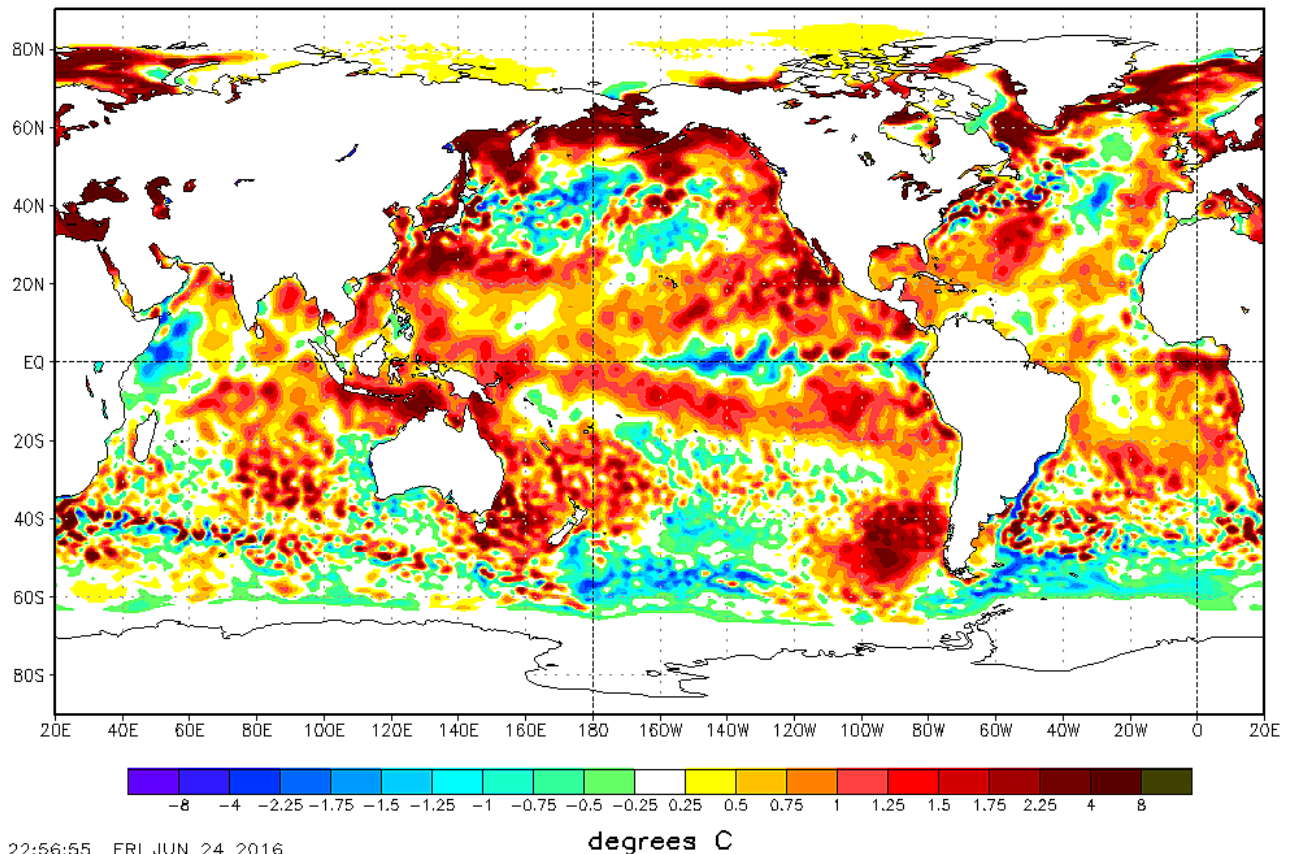 80N
60N
40N
20N
EQ
20S
40S
60S
80S
20E 40E 60E 80E 100E 120E 140E 160E 180 160W 140W 120W 100W 80W 60W 40W 20W 0 20E
-8 -4 -2.25 -1.75 -1.5 -1.25 -1 -0.75 -0.5 -0.25 0.25 0.5 0.75 1 1.25 1.5 1.75 2.25 4 8
degrees C
22:56:55 FRI JUN 24 2016